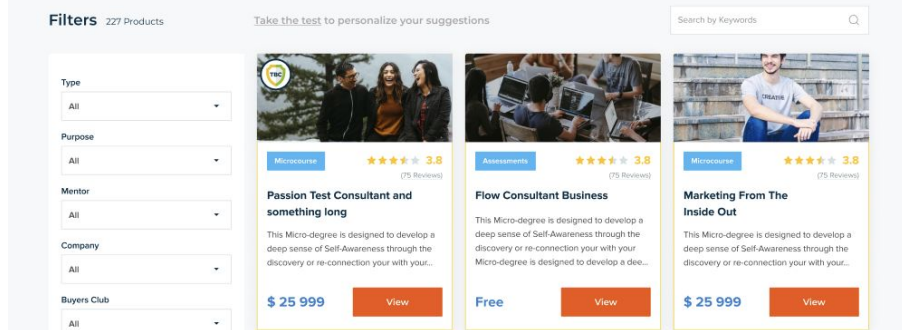 Filters 227 Products
Take the test to personalize your suggestions
Search by Keywords
Type
All
Purpose
All
Mentor
All
Company
All
Buyers Club
All
TBC
Microcourse
3.8
(75 Reviews)
Passion Test Consultant and
something long
This Micro-degree is designed to develop a
deep sense of Self-Awareness through the
discovery or re-connection your with your...
$ 25 999
View
Assessments
3.8
(75 Reviews)
Flow Consultant Business
This Micro-degree is designed to develop a
deep sense of Self-Awareness through the
discovery or re-connection your with your
Micro-degree is designed to develop a dee...
Free
View
CREATE
Microcourse
3.8
(75 Reviews)
Marketing From The
Inside Out
This Micro-degree is designed to develop a
deep sense of Self-Awareness through the
discovery or re-connection your with your...
$ 25 999
View